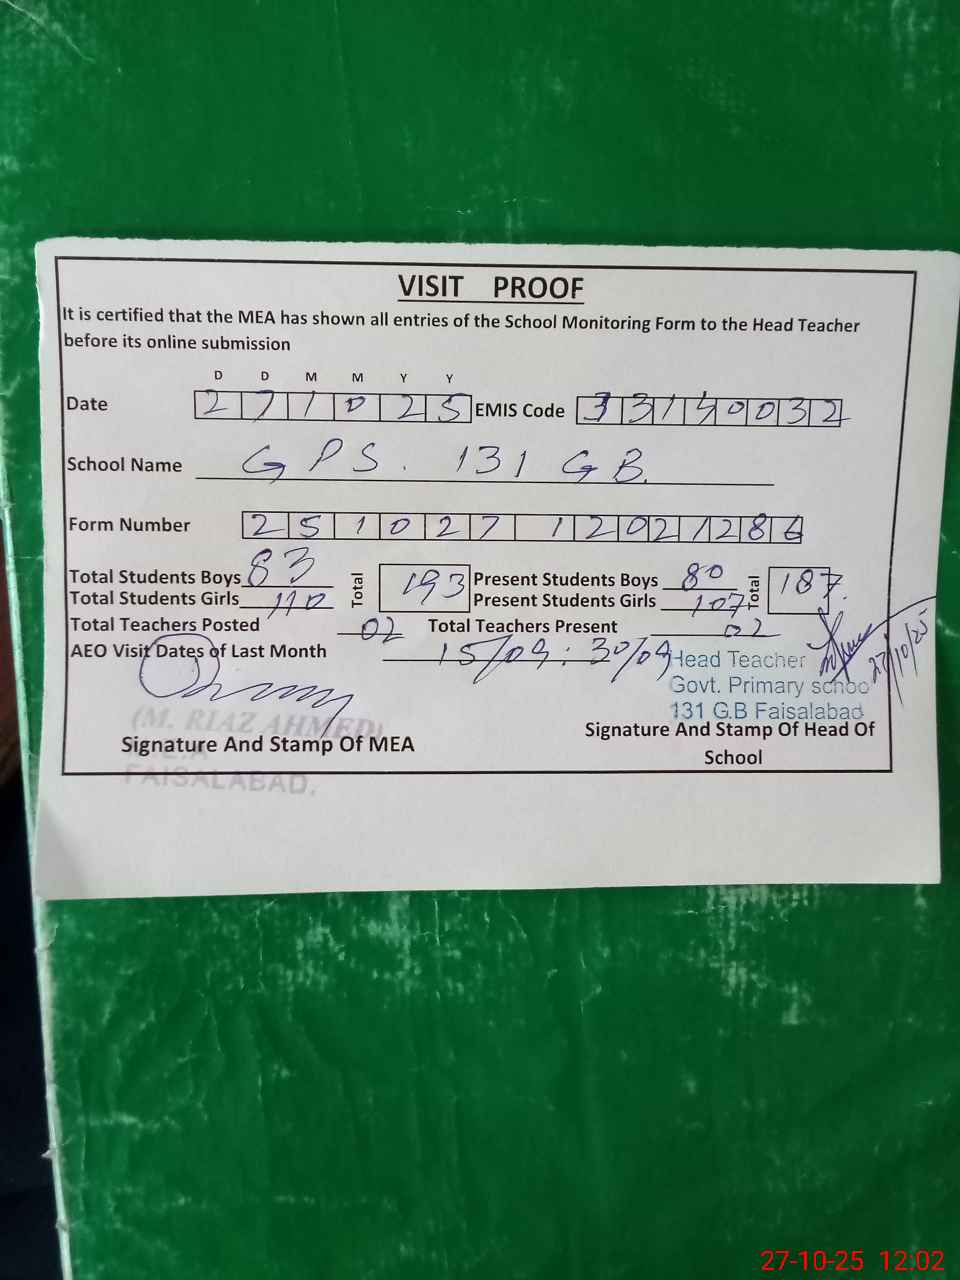 VISIT PROOF
It is certified that the MEA has shown all entries of the School Monitoring Form to the Head Teacher
before its online submission
D D M M Y Y
Date 2 7 1 0 2 5 EMIS Code 3 3 1 5 0 0 3 2
School Name G P S . 131 G B.
Form Number 2 5 1 0 2 7 1 2 0 2 1 2 8 6
Total Students Boys 83 Total 193 Present Students Boys 80 Total 187
Total Students Girls 110 Present Students Girls 107
Total Teachers Posted 02 Total Teachers Present 02
AEO Visit Dates of Last Month 15/09 : 30/09
27/10/25
Head Teacher
Govt. Primary school
131 G.B Faisalabad
(M. RIAZ AHMED)
Signature And Stamp Of MEA
FAISALABAD.
Signature And Stamp Of Head Of
School
27-10-25 12:02